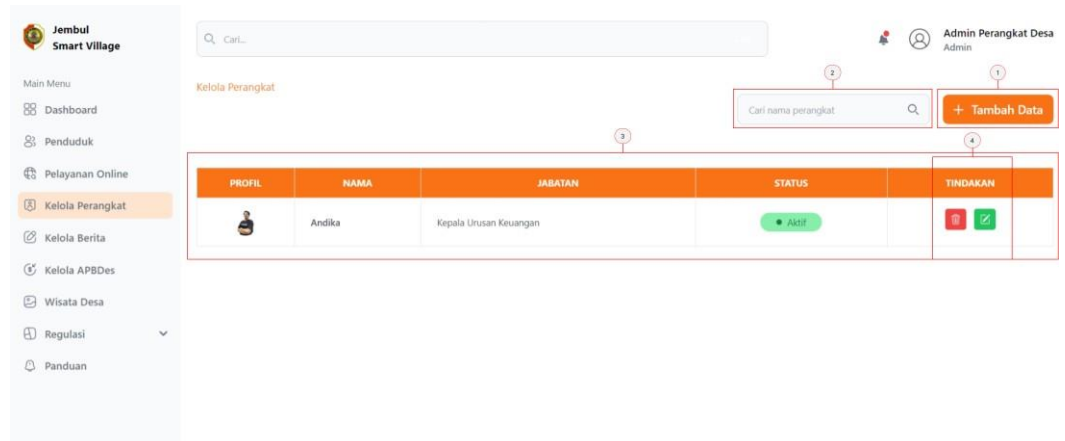 Jembul
Smart Village
Cari...
Admin Perangkat Desa
Admin
Main Menu
Dashboard
Penduduk
Pelayanan Online
Kelola Perangkat
Kelola Berita
Kelola APBDes
Wisata Desa
Regulasi
Panduan
Kelola Perangkat
2
1
Cari nama perangkat
+ Tambah Data
3
4
PROFIL NAMA JABATAN STATUS TINDAKAN
Andika Kepala Urusan Keuangan Aktif